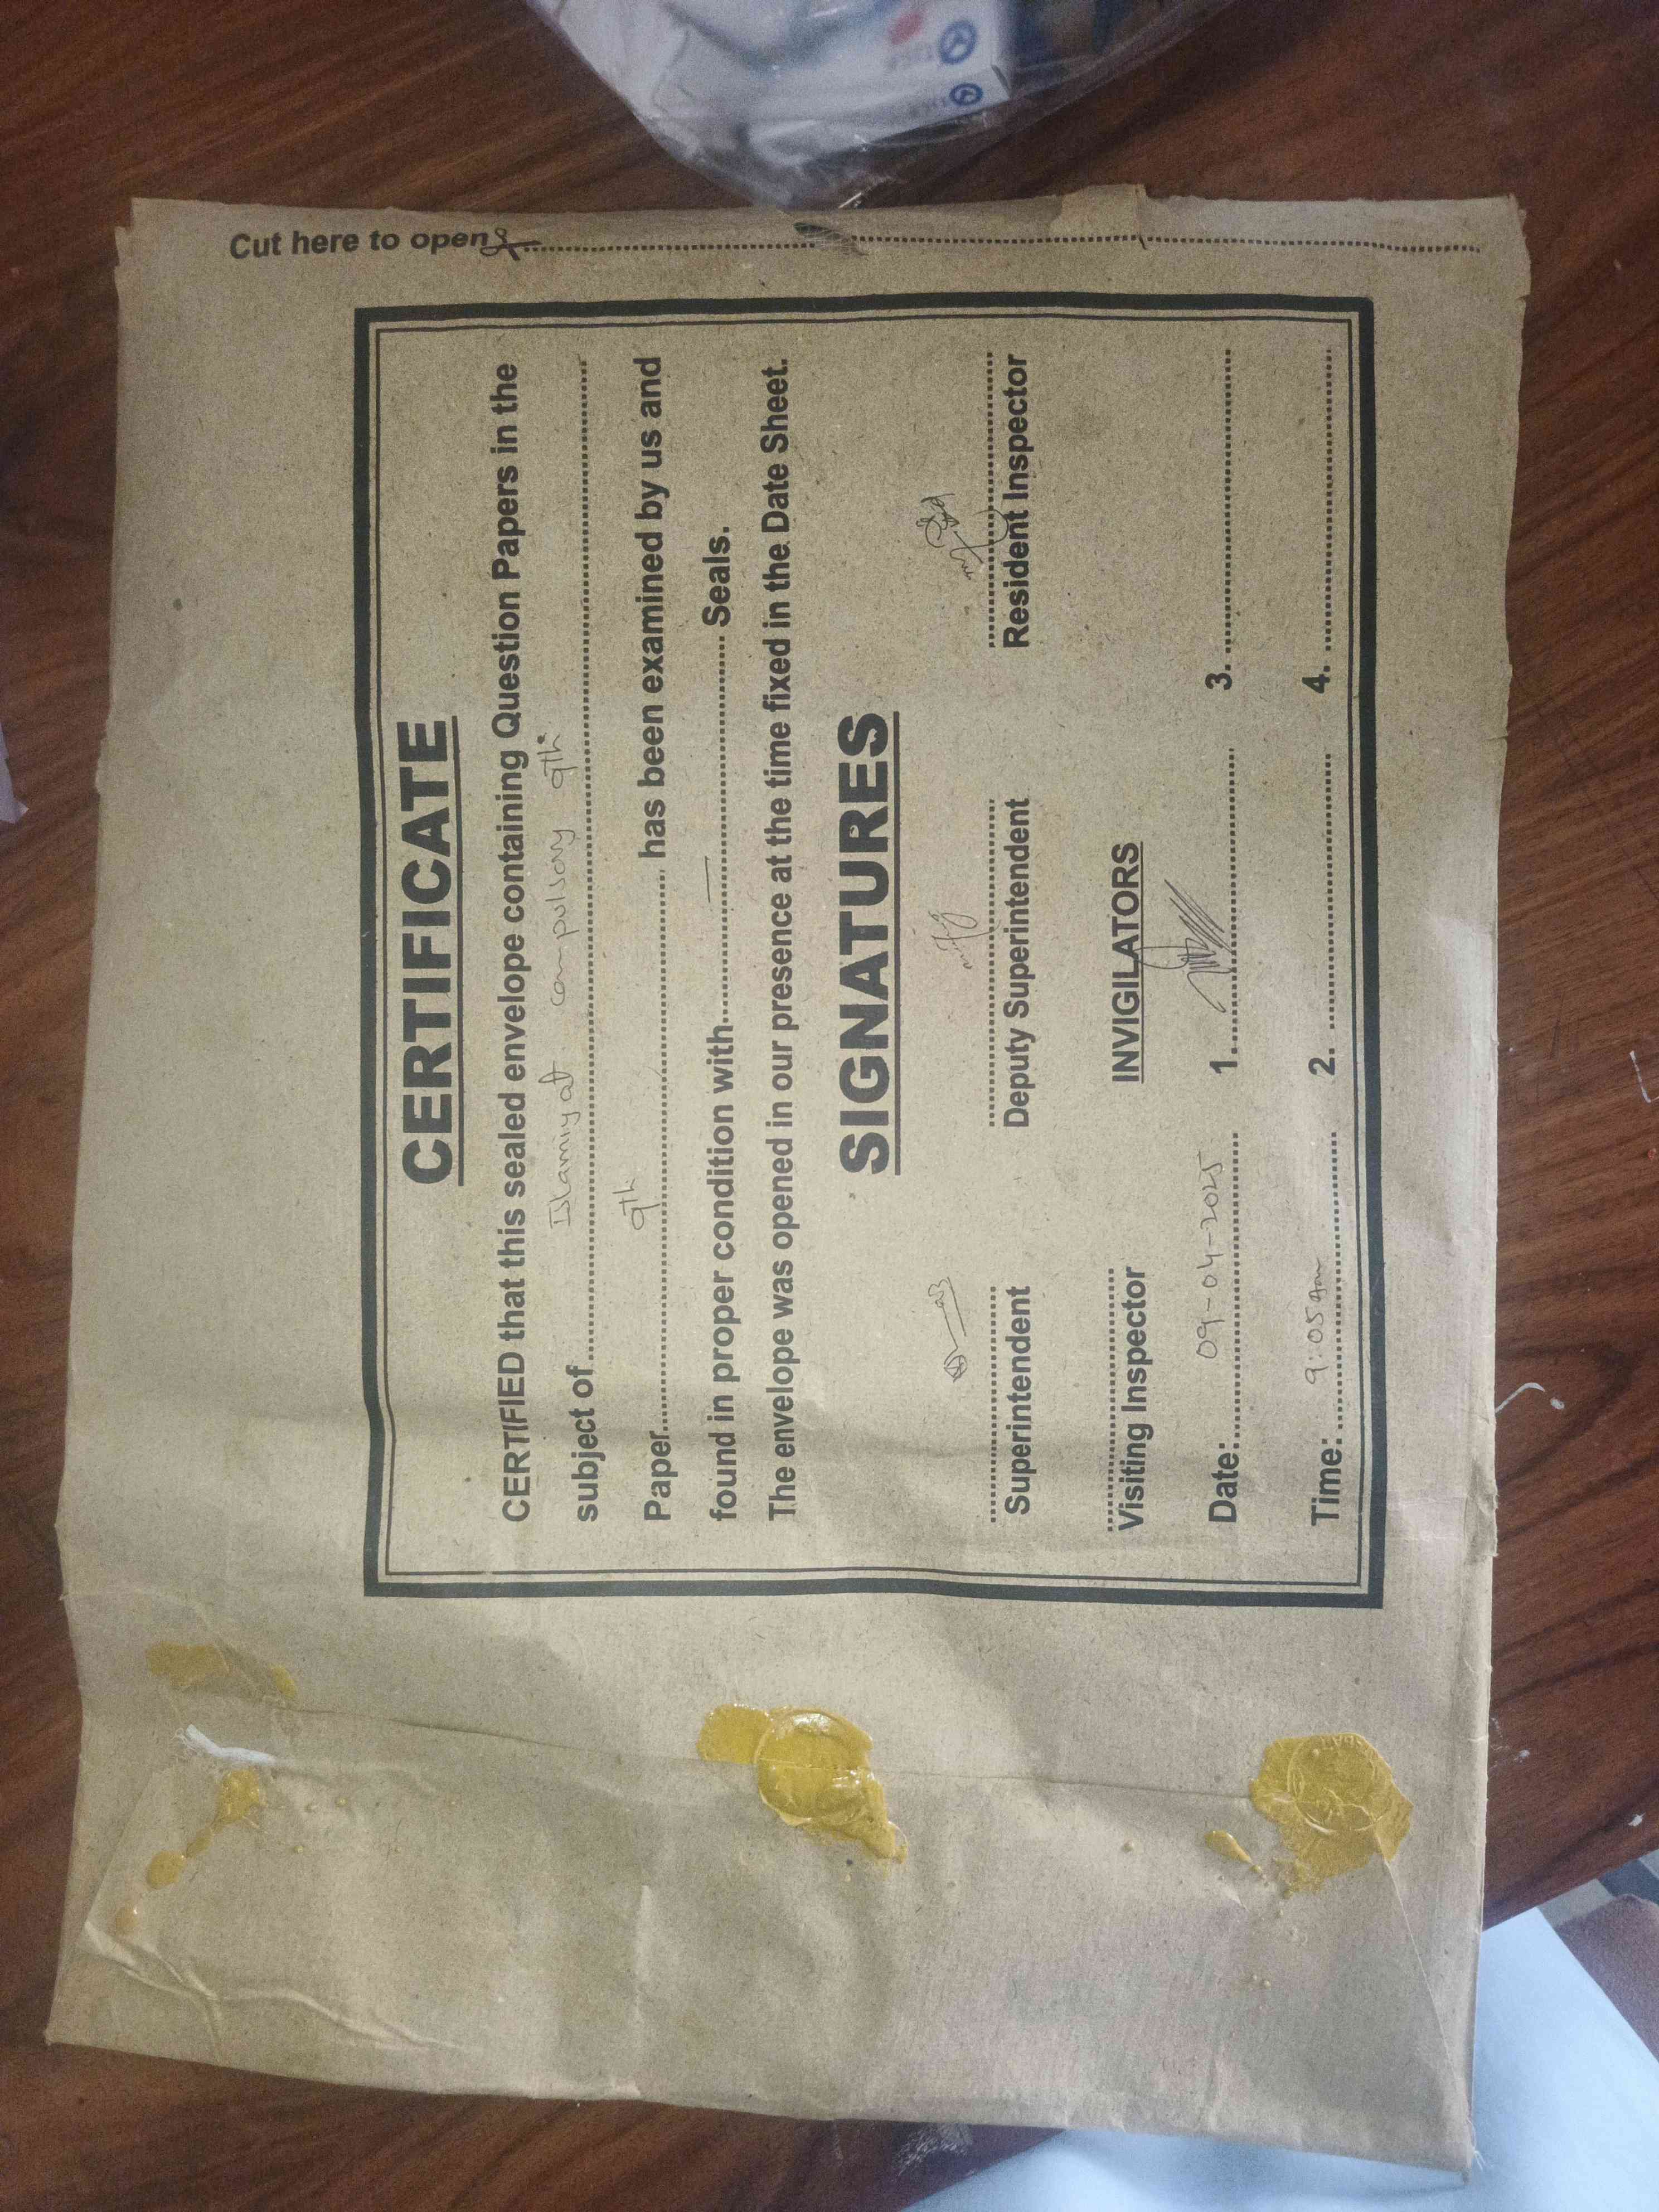 Cut here to open
CERTIFICATE
CERTIFIED that this sealed envelope containing Question Papers in the
subject of Islamiyat compulsory 9th
Paper 9th has been examined by us and
found in proper condition with — Seals.
The envelope was opened in our presence at the time fixed in the Date Sheet.
SIGNATURES
Superintendent Deputy Superintendent Resident Inspector
Visiting Inspector INVIGILATORS
Date: 09-04-2025 1. 3.
Time: 9:05 Am 2. 4.